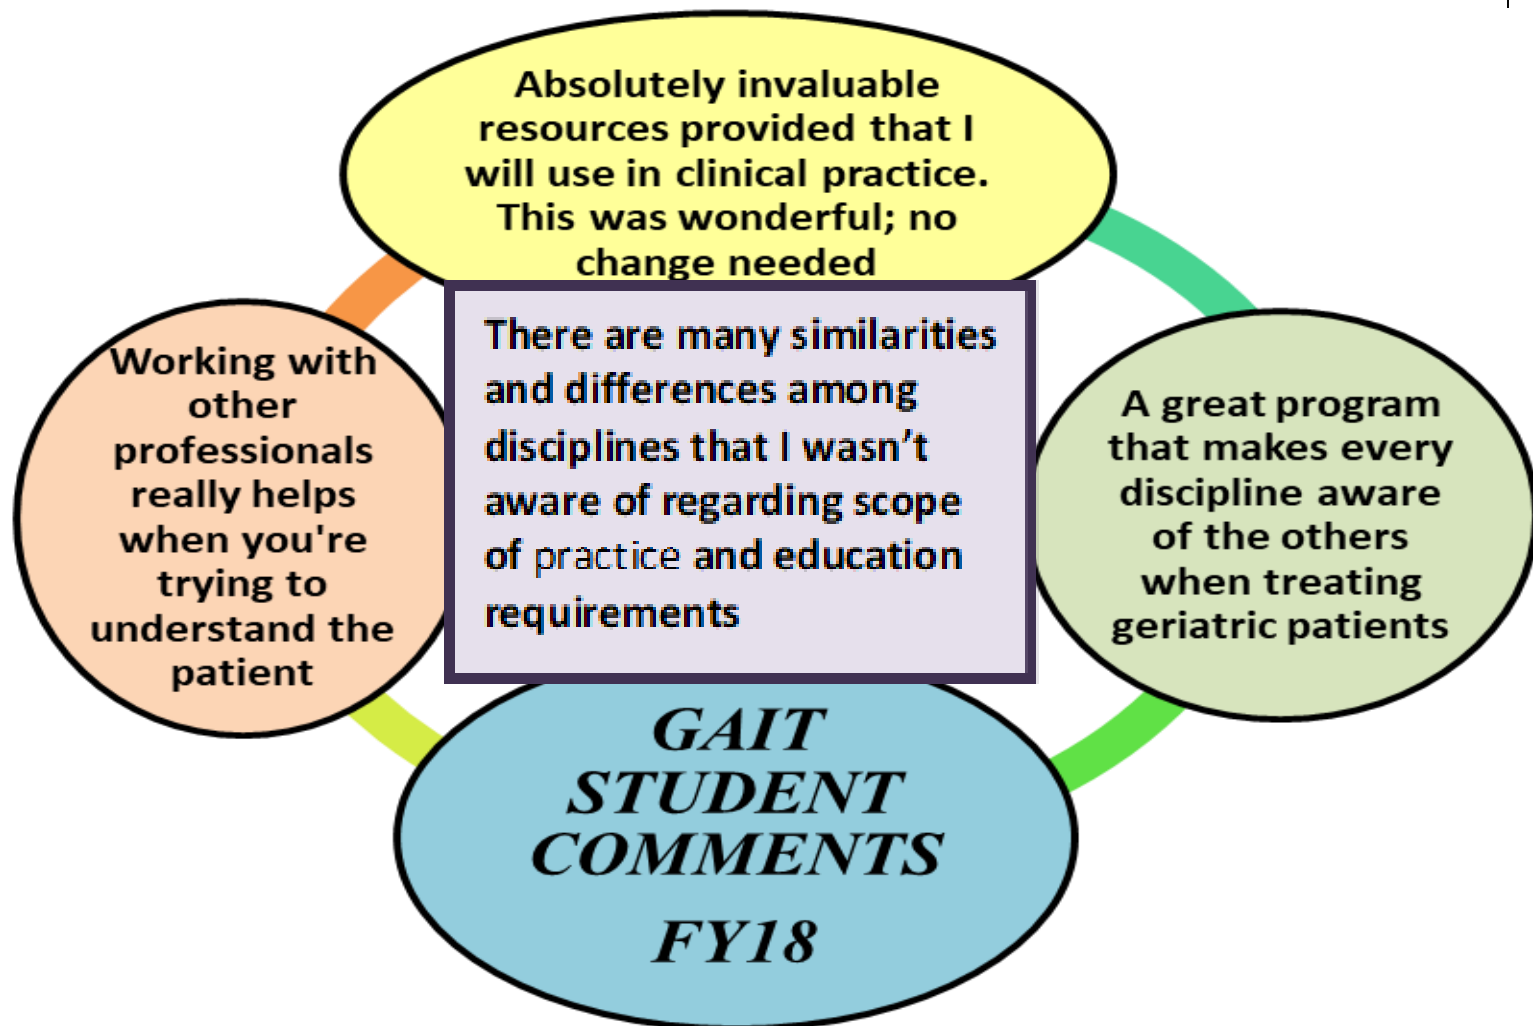 Absolutely invaluable
resources provided that I
will use in clinical practice.
This was wonderful; no
change needed
Working with
other
professionals
really helps
when you're
trying to
understand the
patient
There are many similarities
and differences among
disciplines that I wasn’t
aware of regarding scope
of practice and education
requirements
A great program
that makes every
discipline aware
of the others
when treating
geriatric patients
GAIT
STUDENT
COMMENTS
FY18